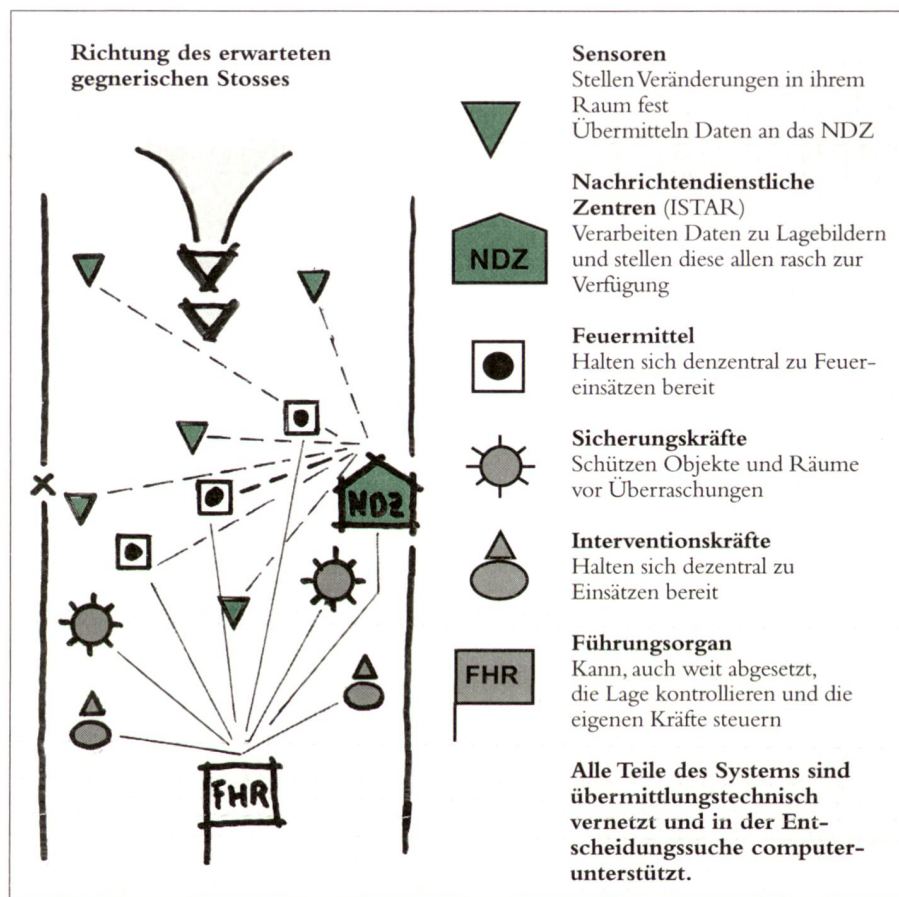 Richtung des erwarteten
gegnerischen Stosses
NDZ
FHR
Sensoren
Stellen Veränderungen in ihrem
Raum fest
Übermitteln Daten an das NDZ
NDZ
Nachrichtendienstliche
Zentren (ISTAR)
Verarbeiten Daten zu Lagebildern
und stellen diese allen rasch zur
Verfügung
Feuermittel
Halten sich denzentral zu Feuer-
einsätzen bereit
Sicherungskräfte
Schützen Objekte und Räume
vor Überraschungen
Interventionskräfte
Halten sich dezentral zu
Einsätzen bereit
FHR
Führungsorgan
Kann, auch weit abgesetzt,
die Lage kontrollieren und die
eigenen Kräfte steuern
Alle Teile des Systems sind
übermittlungstechnisch
vernetzt und in der Ent-
scheidungssuche computer-
unterstützt.